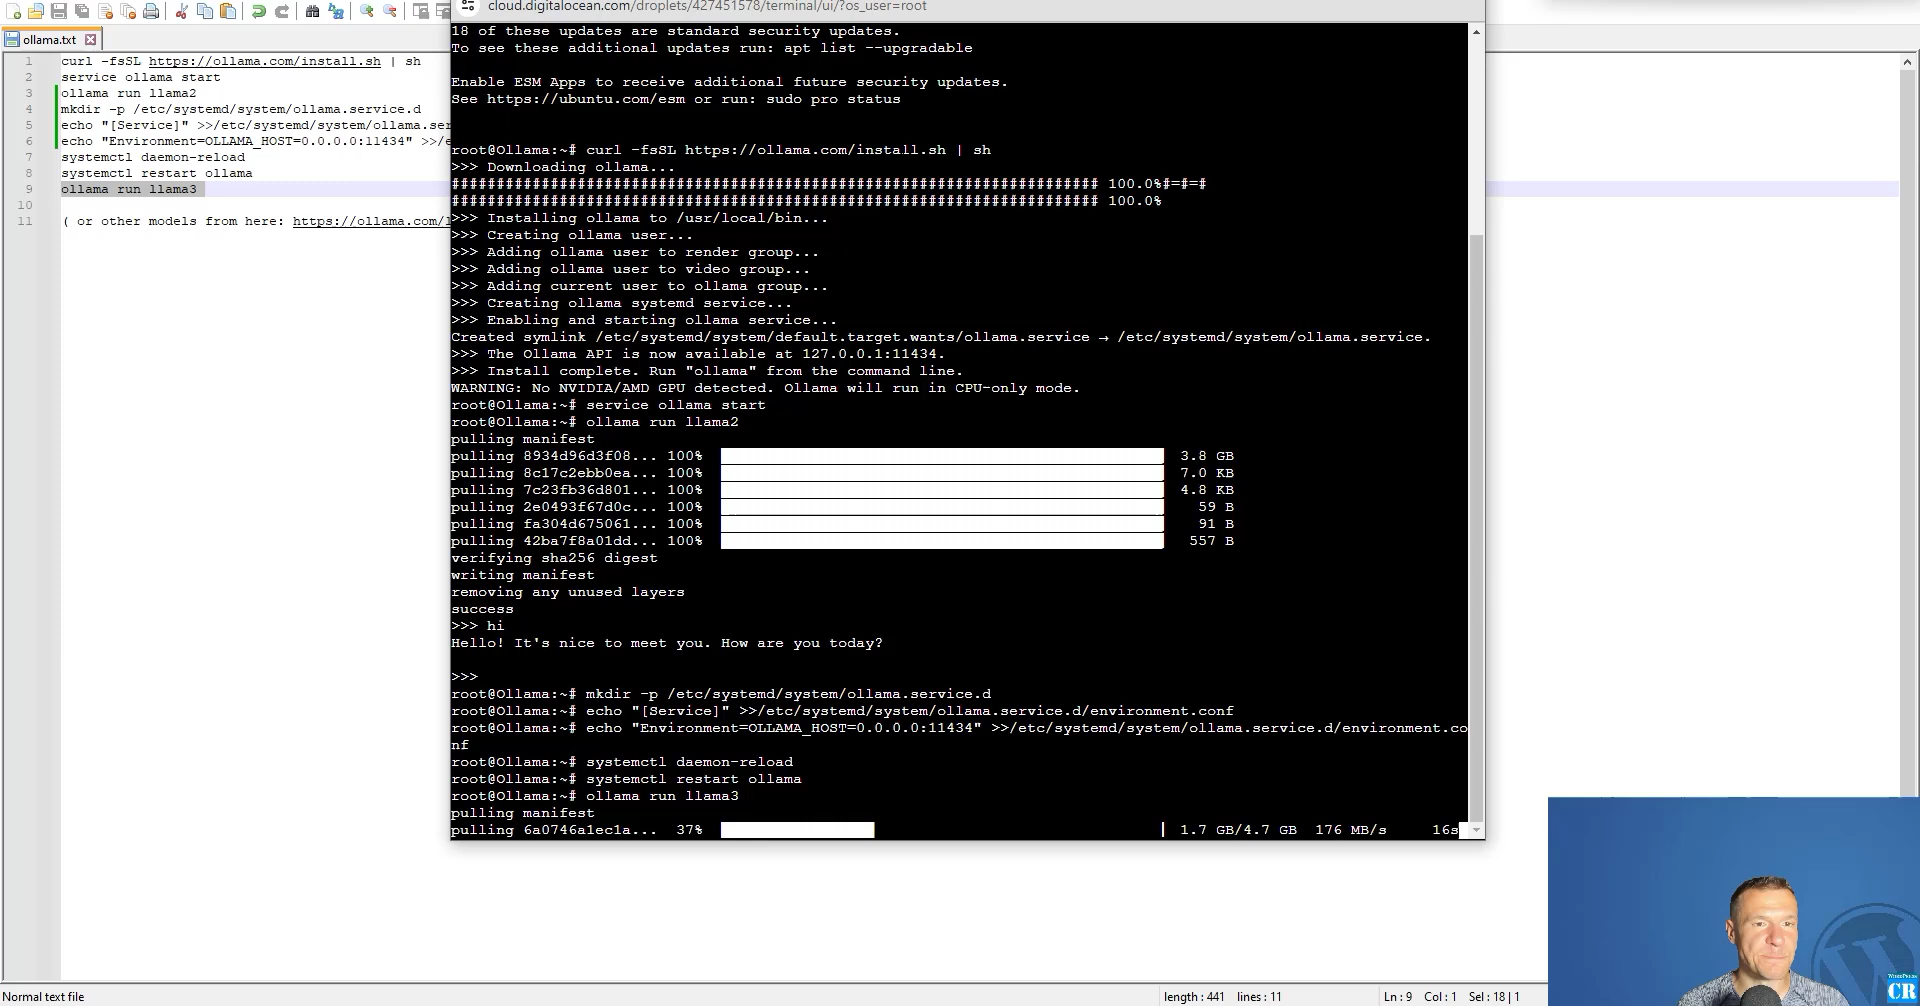 cloud.digitalocean.com/droplets/427451578/terminal/ui/?os_user=root
ollama.txt
1 curl -fsSL https://ollama.com/install.sh | sh
2 service ollama start
3 ollama run llama2
4 mkdir -p /etc/systemd/system/ollama.service.d
5 echo "[Service]" >>/etc/systemd/system/ollama.ser
6 echo "Environment=OLLAMA_HOST=0.0.0.0:11434" >>/e
7 systemctl daemon-reload
8 systemctl restart ollama
9 ollama run llama3
10
11 ( or other models from here: https://ollama.com/l
18 of these updates are standard security updates.
To see these additional updates run: apt list --upgradable
Enable ESM Apps to receive additional future security updates.
See https://ubuntu.com/esm or run: sudo pro status
root@Ollama:~# curl -fsSL https://ollama.com/install.sh | sh
>>> Downloading ollama...
######################################################################## 100.0%#=#=#
######################################################################## 100.0%
>>> Installing ollama to /usr/local/bin...
>>> Creating ollama user...
>>> Adding ollama user to render group...
>>> Adding ollama user to video group...
>>> Adding current user to ollama group...
>>> Creating ollama systemd service...
>>> Enabling and starting ollama service...
Created symlink /etc/systemd/system/default.target.wants/ollama.service → /etc/systemd/system/ollama.service.
>>> The Ollama API is now available at 127.0.0.1:11434.
>>> Install complete. Run "ollama" from the command line.
WARNING: No NVIDIA/AMD GPU detected. Ollama will run in CPU-only mode.
root@Ollama:~# service ollama start
root@Ollama:~# ollama run llama2
pulling manifest
pulling 8934d96d3f08... 100% 3.8 GB
pulling 8c17c2ebb0ea... 100% 7.0 KB
pulling 7c23fb36d801... 100% 4.8 KB
pulling 2e0493f67d0c... 100% 59 B
pulling fa304d675061... 100% 91 B
pulling 42ba7f8a01dd... 100% 557 B
verifying sha256 digest
writing manifest
removing any unused layers
success
>>> hi
Hello! It's nice to meet you. How are you today?
>>>
root@Ollama:~# mkdir -p /etc/systemd/system/ollama.service.d
root@Ollama:~# echo "[Service]" >>/etc/systemd/system/ollama.service.d/environment.conf
root@Ollama:~# echo "Environment=OLLAMA_HOST=0.0.0.0:11434" >>/etc/systemd/system/ollama.service.d/environment.co
nf
root@Ollama:~# systemctl daemon-reload
root@Ollama:~# systemctl restart ollama
root@Ollama:~# ollama run llama3
pulling manifest
pulling 6a0746a1ec1a... 37% 1.7 GB/4.7 GB 176 MB/s 16s
WORDPRESS
CR
Normal text file length : 441 lines : 11 Ln : 9 Col : 1 Sel : 18 | 1